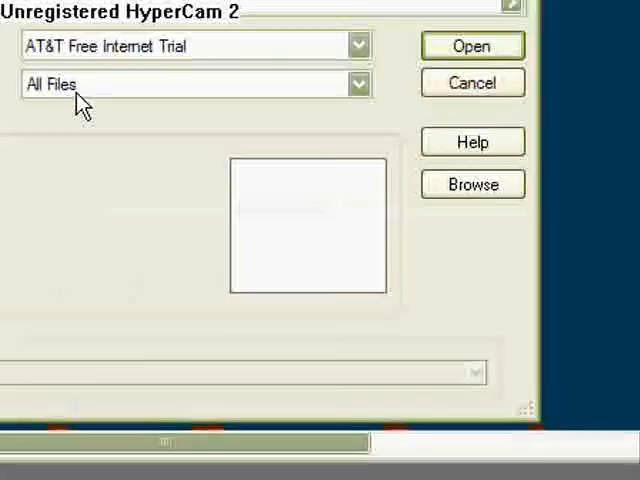 Unregistered HyperCam 2
AT&T Free Internet Trial
Open
All Files
Cancel
Help
Browse